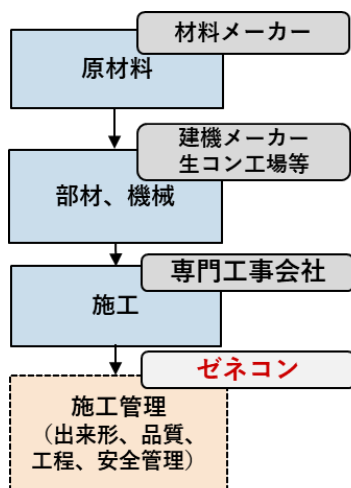 材料メーカー
原材料
建機メーカー
生コン工場等
部材、機械
専門工事会社
施工
ゼネコン
施工管理
（出来形、品質、
工程、安全管理）